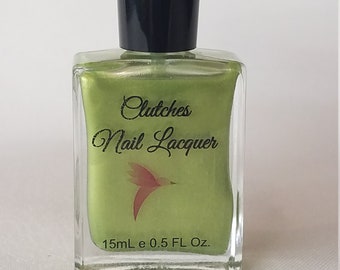 Clutches
Nail Lacquer
15mL e 0.5 FL Oz.